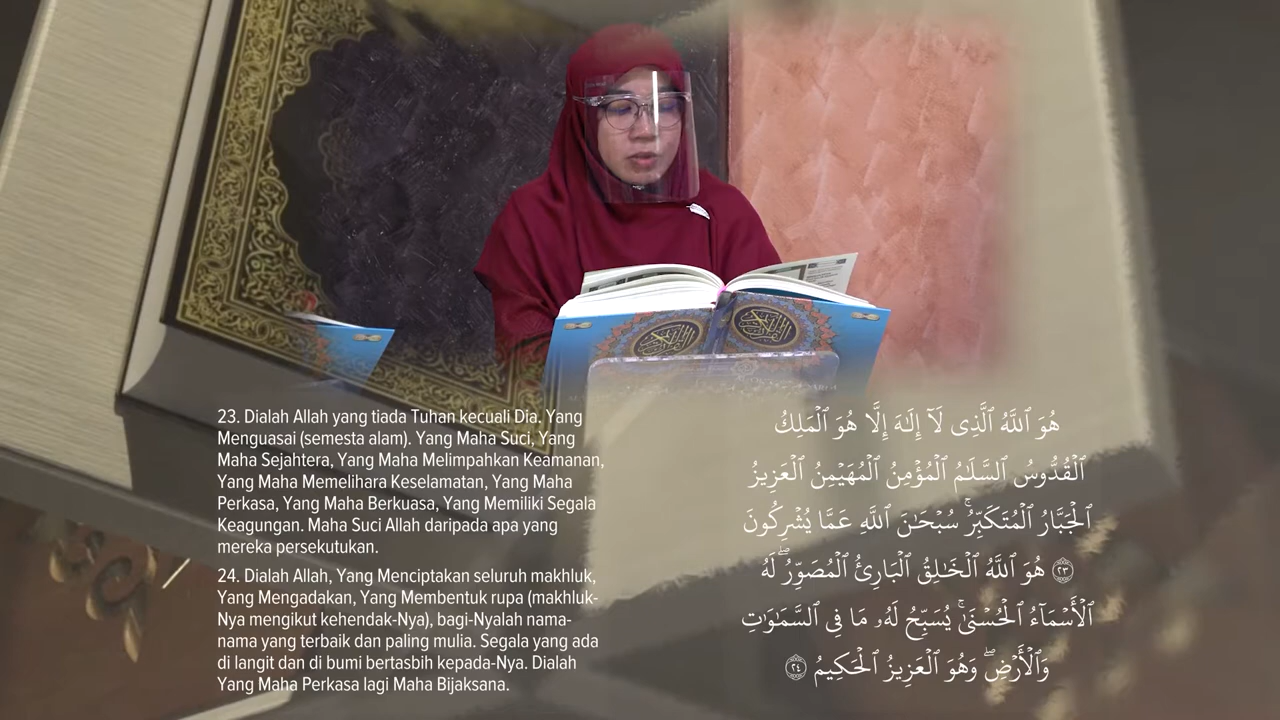 23. Dialah Allah yang tiada Tuhan kecuali Dia. Yang
Menguasai (semesta alam). Yang Maha Suci, Yang
Maha Sejahtera, Yang Maha Melimpahkan Keamanan,
Yang Maha Memelihara Keselamatan, Yang Maha
Perkasa, Yang Maha Berkuasa, Yang Memiliki Segala
Keagungan. Maha Suci Allah daripada apa yang
mereka persekutukan.
24. Dialah Allah, Yang Menciptakan seluruh makhluk,
Yang Mengadakan, Yang Membentuk rupa (makhluk-
Nya mengikut kehendak-Nya), bagi-Nyalah nama-
nama yang terbaik dan paling mulia. Segala yang ada
di langit dan di bumi bertasbih kepada-Nya. Dialah
Yang Maha Perkasa lagi Maha Bijaksana.
هُوَ ٱللَّهُ ٱلَّذِى لَآ إِلَـٰهَ إِلَّا هُوَ ٱلْمَلِكُ
ٱلْقُدُّوسُ ٱلسَّلَـٰمُ ٱلْمُؤْمِنُ ٱلْمُهَيْمِنُ ٱلْعَزِيزُ
ٱلْجَبَّارُ ٱلْمُتَكَبِّرُ ۚ سُبْحَـٰنَ ٱللَّهِ عَمَّا يُشْرِكُونَ
٢٣ هُوَ ٱللَّهُ ٱلْخَـٰلِقُ ٱلْبَارِئُ ٱلْمُصَوِّرُ ۖ لَهُ
ٱلْأَسْمَآءُ ٱلْحُسْنَىٰ ۚ يُسَبِّحُ لَهُۥ مَا فِى ٱلسَّمَـٰوَٰتِ
وَٱلْأَرْضِ ۖ وَهُوَ ٱلْعَزِيزُ ٱلْحَكِيمُ ٢٤